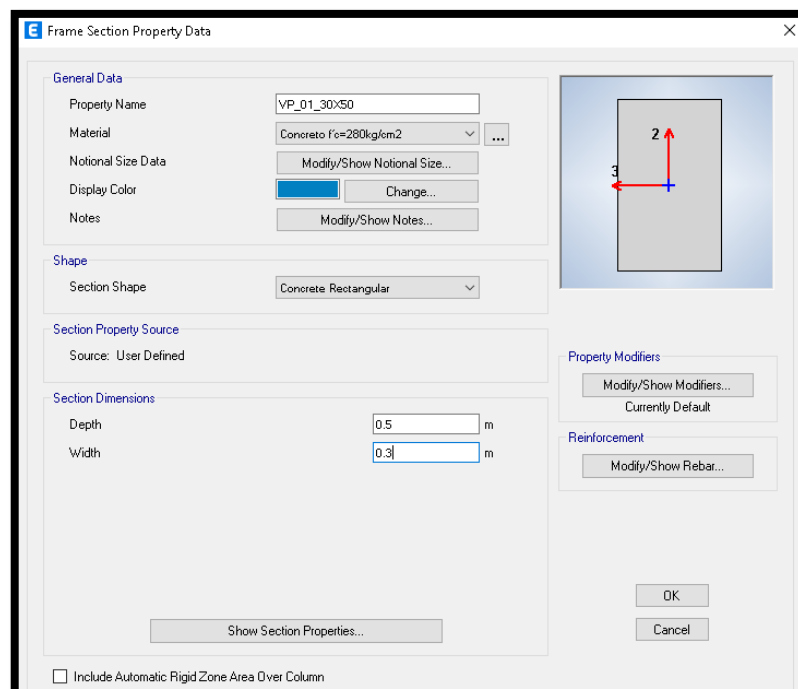 E Frame Section Property Data
General Data
Property Name VP_01_30X50
Material Concreto f'c=280kg/cm2 ...
Notional Size Data Modify/Show Notional Size...
Display Color Change...
Notes Modify/Show Notes...
2
3
Shape
Section Shape Concrete Rectangular
Section Property Source
Source: User Defined
Property Modifiers
Modify/Show Modifiers...
Currently Default
Section Dimensions
Depth 0.5 m
Width 0.3 m
Reinforcement
Modify/Show Rebar...
Show Section Properties...
OK
Cancel
Include Automatic Rigid Zone Area Over Column